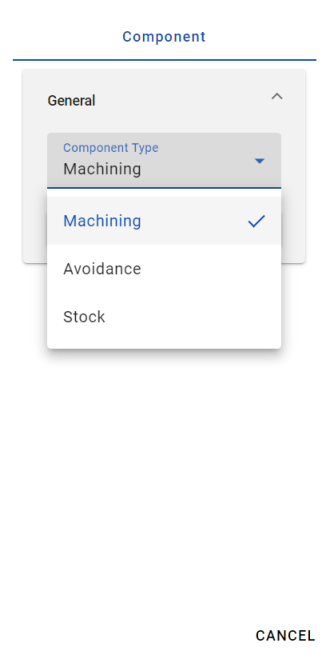 Component
General
Component Type
Machining
Machining
Avoidance
Stock
CANCEL